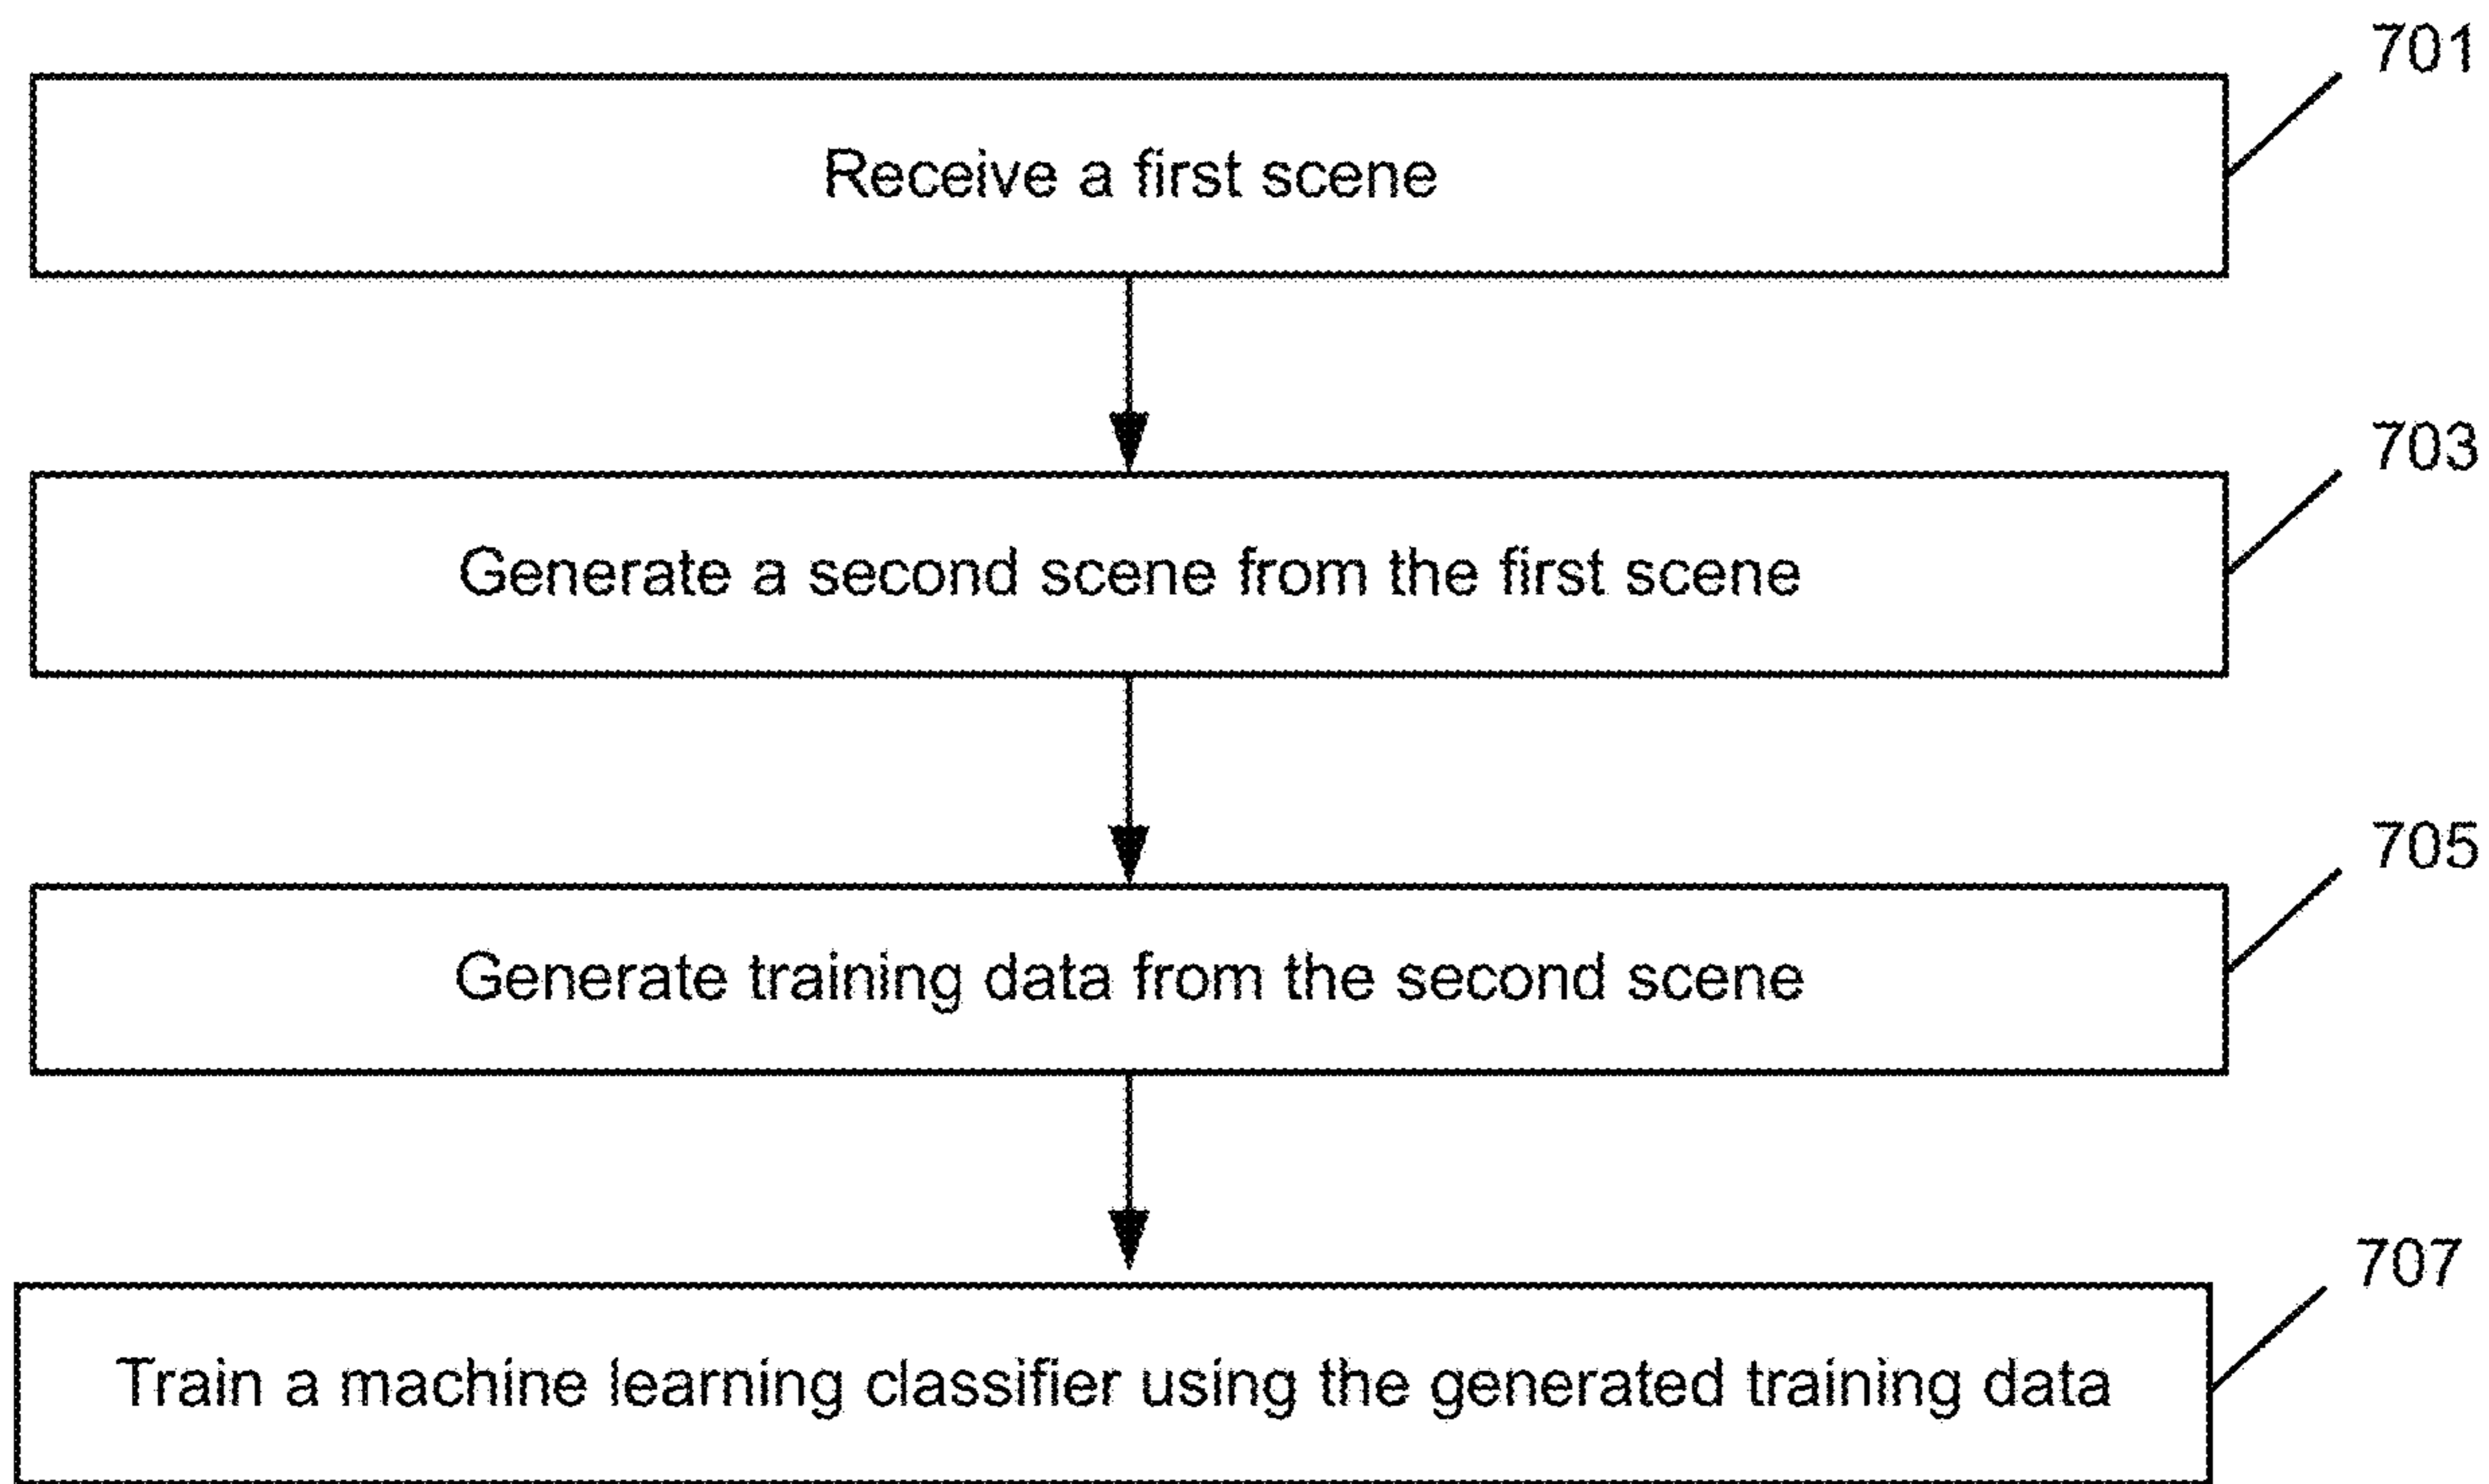 701
Receive a first scene
703
Generate a second scene from the first scene
705
Generate training data from the second scene
707
Train a machine learning classifier using the generated training data